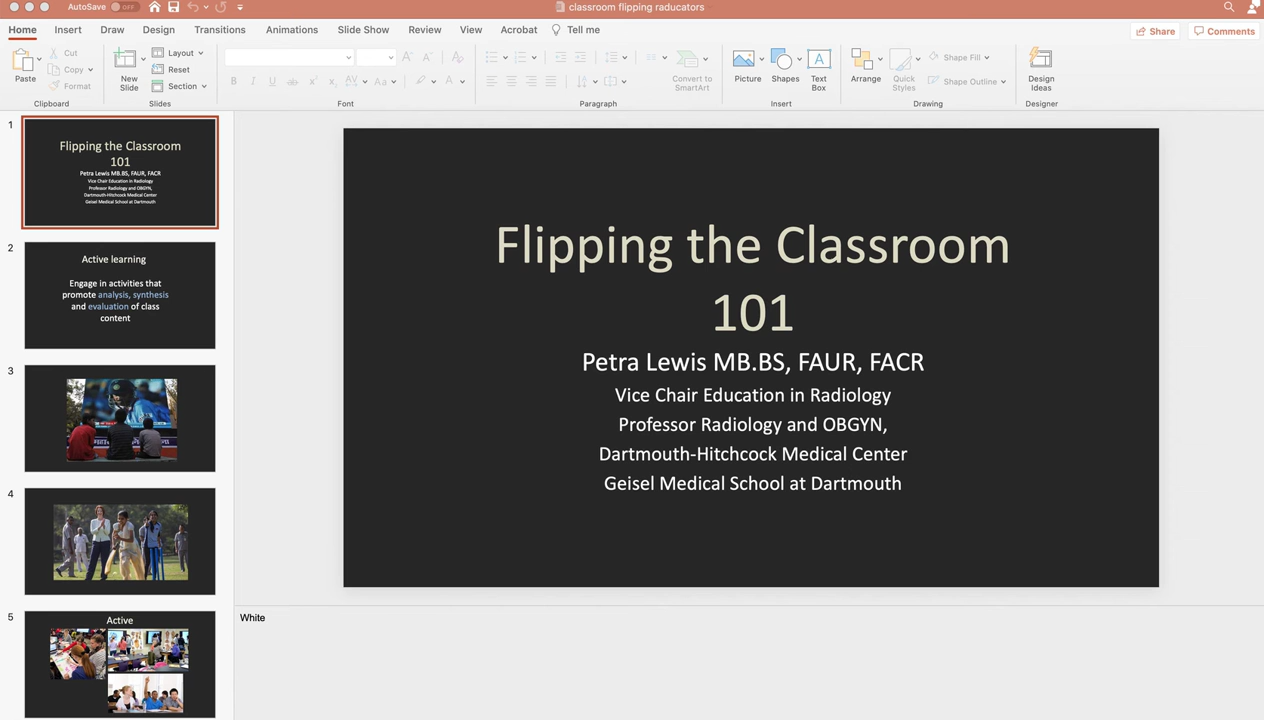 AutoSave OFF
classroom flipping raducators
Home Insert Draw Design Transitions Animations Slide Show Review View Acrobat Tell me
Share Comments
Paste
Cut
Copy
Format
Clipboard
New
Slide
Layout
Reset
Section
Slides
B I U ab X X AV Aa A
Font
Convert to
SmartArt
Paragraph
Picture
Shapes
A
Text
Box
Insert
Arrange
Quick
Styles
Shape Fill
Shape Outline
Drawing
Design
Ideas
Designer
1
Flipping the Classroom
101
Petra Lewis MB.BS, FAUR, FACR
Vice Chair Education in Radiology
Professor Radiology and OBGYN,
Dartmouth-Hitchcock Medical Center
Geisel Medical School at Dartmouth
2
Active learning
Engage in activities that
promote analysis, synthesis
and evaluation of class
content
3
4
5
Active
Flipping the Classroom
101
Petra Lewis MB.BS, FAUR, FACR
Vice Chair Education in Radiology
Professor Radiology and OBGYN,
Dartmouth-Hitchcock Medical Center
Geisel Medical School at Dartmouth
White